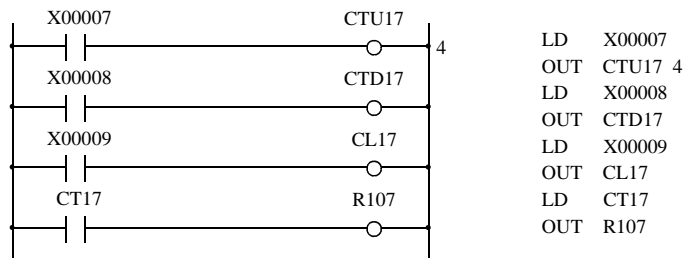 X00007 CTU17
4
X00008 CTD17
X00009 CL17
CT17 R107
LD X00007
OUT CTU17 4
LD X00008
OUT CTD17
LD X00009
OUT CL17
LD CT17
OUT R107